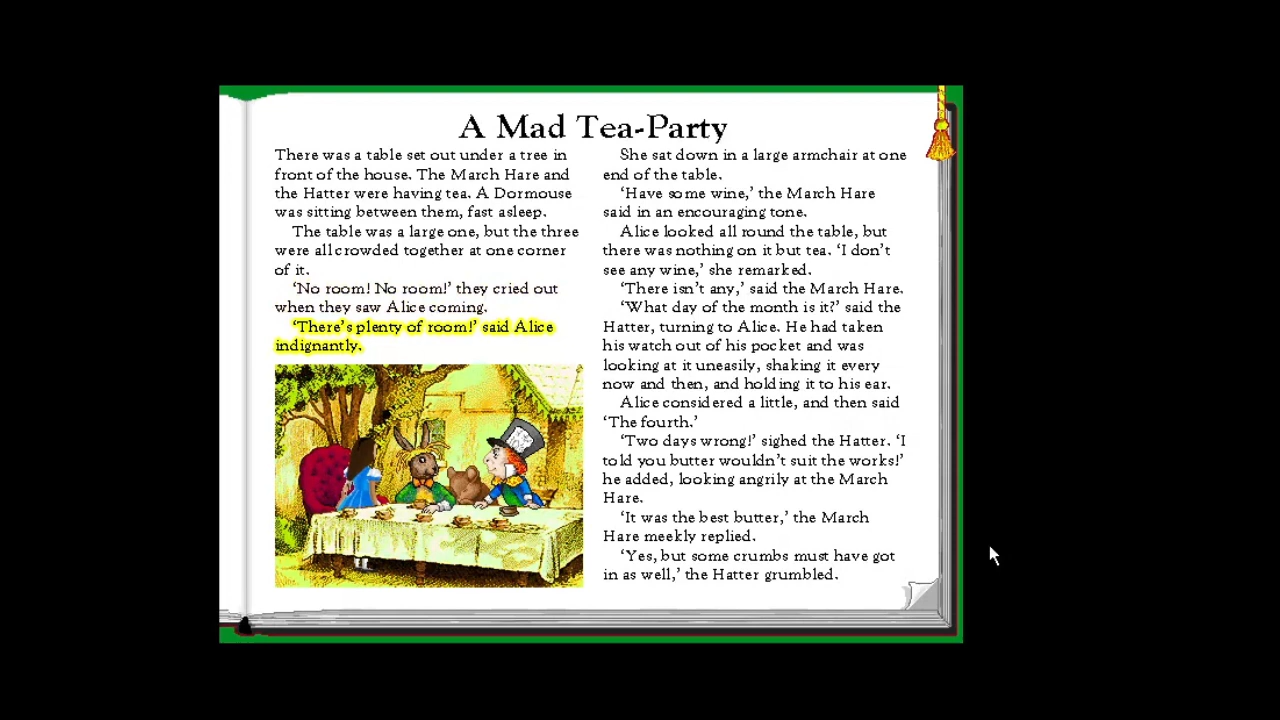 A Mad Tea-Party
There was a table set out under a tree in
front of the house. The March Hare and
the Hatter were having tea. A Dormouse
was sitting between them, fast asleep.
The table was a large one, but the three
were all crowded together at one corner
of it.
‘No room! No room!’ they cried out
when they saw Alice coming.
‘There’s plenty of room!’ said Alice
indignantly.
She sat down in a large armchair at one
end of the table.
‘Have some wine,’ the March Hare
said in an encouraging tone.
Alice looked all round the table, but
there was nothing on it but tea. ‘I don’t
see any wine,’ she remarked.
‘There isn’t any,’ said the March Hare.
‘What day of the month is it?’ said the
Hatter, turning to Alice. He had taken
his watch out of his pocket and was
looking at it uneasily, shaking it every
now and then, and holding it to his ear.
Alice considered a little, and then said
‘The fourth.’
‘Two days wrong!’ sighed the Hatter. ‘I
told you butter wouldn’t suit the works!’
he added, looking angrily at the March
Hare.
‘It was the best butter,’ the March
Hare meekly replied.
‘Yes, but some crumbs must have got
in as well,’ the Hatter grumbled.